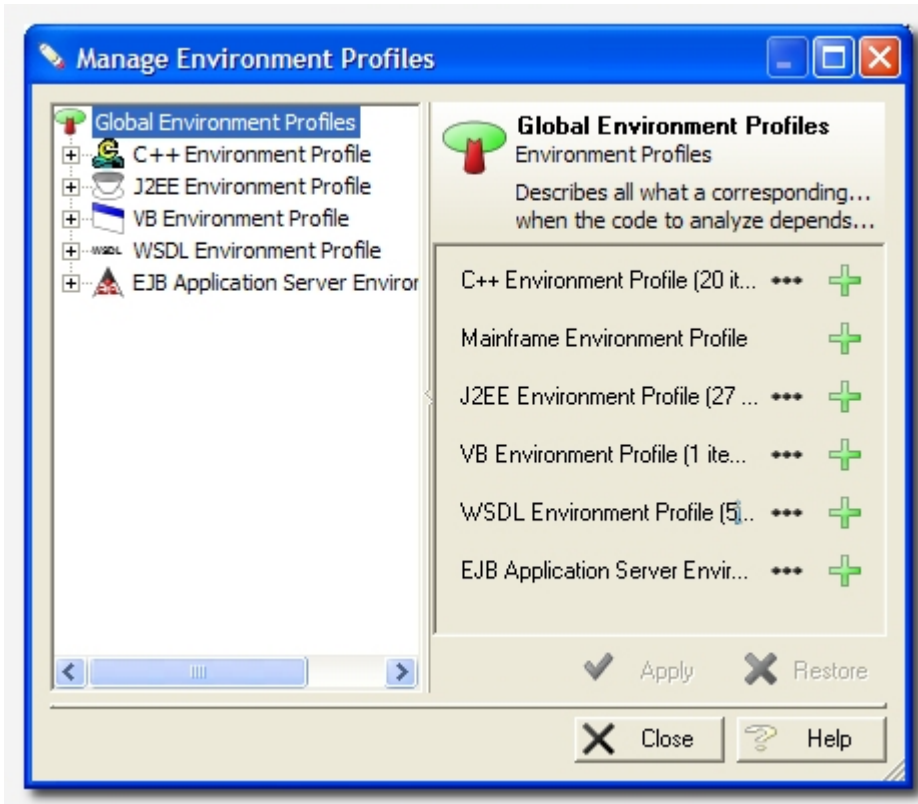 Manage Environment Profiles
Global Environment Profiles
C++ Environment Profile
J2EE Environment Profile
VB Environment Profile
WSDL WSDL Environment Profile
EJB Application Server Environ
Global Environment Profiles
Environment Profiles
Describes all what a corresponding...
when the code to analyze depends...
C++ Environment Profile (20 it...
Mainframe Environment Profile
J2EE Environment Profile (27 ...
VB Environment Profile (1 ite...
WSDL Environment Profile (5...
EJB Application Server Envir...
Apply Restore
Close Help